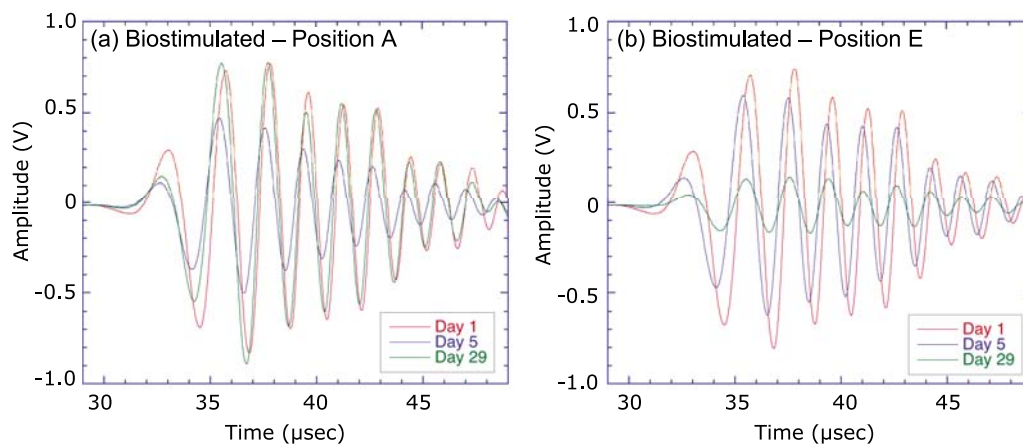 (a) Biostimulated – Position A
1.0
0.5
0
-0.5
-1.0
Amplitude (V)
Day 1
Day 5
Day 29
30 35 40 45
Time (μsec)
(b) Biostimulated – Position E
1.0
0.5
0
-0.5
-1.0
Amplitude (V)
Day 1
Day 5
Day 29
30 35 40 45
Time (μsec)